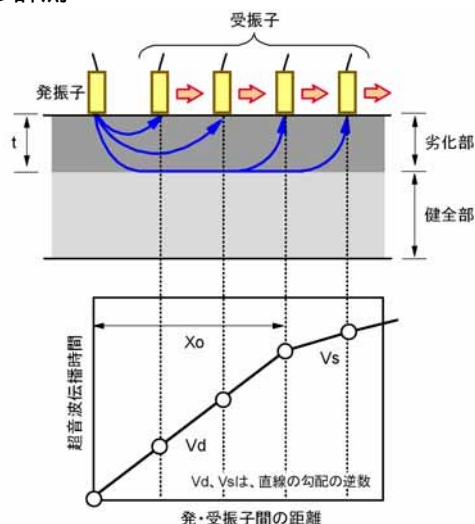 受振子
発振子
t
劣化部
健全部
Xo
Vs
Vd
Vd、Vsは、直線の勾配の逆数
超音波伝播時間
発・受振子間の距離